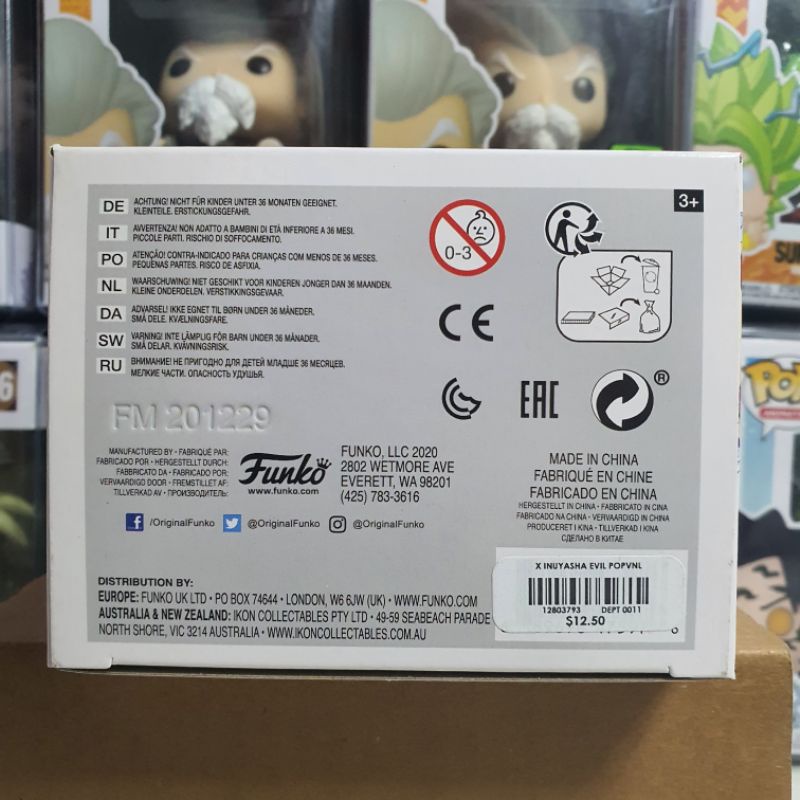 DE ACHTUNG! NICHT FÜR KINDER UNTER 36 MONATEN GEEIGNET.
KLEINTEILE. ERSTICKUNGSGEFAHR.
IT AVVERTENZA! NON ADATTO A BAMBINI DI ETÀ INFERIORE A 36 MESI.
PICCOLE PARTI. RISCHIO DI SOFFOCAMENTO.
PO ATENÇÃO! CONTRA-INDICADO PARA CRIANÇAS COM MENOS DE 36 MESES.
PEQUENAS PARTES. RISCO DE ASFIXIA.
NL WAARSCHUWING! NIET GESCHIKT VOOR KINDEREN JONGER DAN 36 MAANDEN.
KLEINE ONDERDELEN. VERSTIKKINGSGEVAAR.
DA ADVARSEL! IKKE EGNET TIL BØRN UNDER 36 MÅNEDER.
SMÅ DELE. KVÆLNINGSFARE.
SW VARNING! INTE LÄMPLIG FÖR BARN UNDER 36 MÅNADER.
SMÅ DELAR. KVÄVNINGSRISK.
RU ВНИМАНИЕ! НЕ ПРИГОДНО ДЛЯ ДЕТЕЙ МЛАДШЕ 36 МЕСЯЦЕВ.
МЕЛКИЕ ЧАСТИ. ОПАСНОСТЬ УДУШЬЯ.
0-3
3+
CE
EAC
®
FM 201229
MANUFACTURED BY • FABRIQUÉ PAR:
FABRICADO POR • HERGESTELLT DURCH:
FABBRICATO DA • FABRICADO POR:
VERVAARDIGD DOOR • FREMSTILLET AF:
TILLVERKAD AV • ПРОИЗВОДИТЕЛЬ:
Funko
www.funko.com
FUNKO, LLC 2020
2802 WETMORE AVE
EVERETT, WA 98201
(425) 783-3616
/OriginalFunko @OriginalFunko @OriginalFunko
MADE IN CHINA
FABRIQUÉ EN CHINE
FABRICADO EN CHINA
HERGESTELLT IN CHINA • FABBRICATO IN CINA
FABRICADO NA CHINA • VERVAARDIGD IN CHINA
PRODUCERET I KINA • TILLVERKAD I KINA
СДЕЛАНО В КИТАЕ
DISTRIBUTION BY:
EUROPE: FUNKO UK LTD • PO BOX 74644 • LONDON, W6 6JW (UK) • WWW.FUNKO.COM
AUSTRALIA & NEW ZEALAND: IKON COLLECTABLES PTY LTD • 49-59 SEABEACH PARADE
NORTH SHORE, VIC 3214 AUSTRALIA • WWW.IKONCOLLECTABLES.COM.AU
X INUYASHA EVIL POPVNL
12803793 DEPT 0011
$12.50